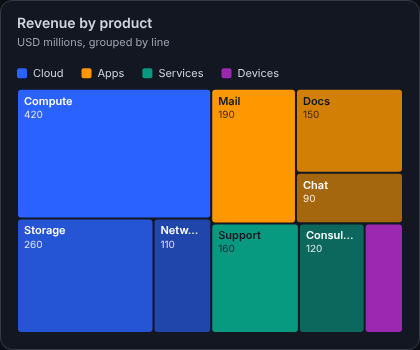 Revenue by product
USD millions, grouped by line
Cloud Apps Services Devices
Compute
420
Mail
190
Docs
150
Chat
90
Storage
260
Netw...
110
Support
160
Consul...
120